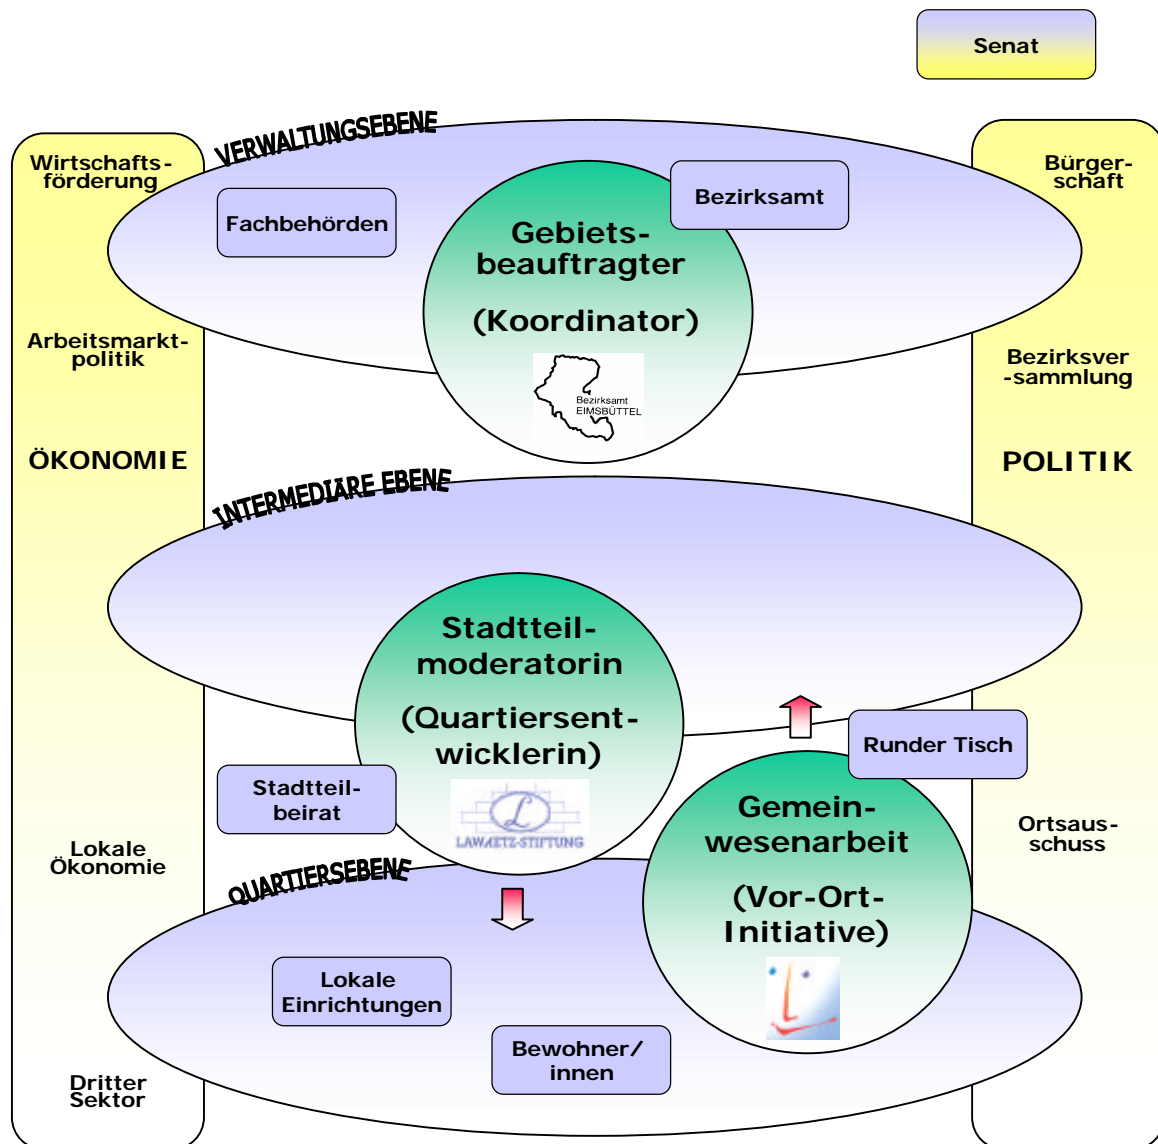 Senat
VERWALTUNGSEBENE
Wirtschafts-
förderung
Fachbehörden
Bezirksamt
Bürger-
schaft
Gebiets-
beauftragter
(Koordinator)
Arbeitsmarkt-
politik
Bezirksver
-sammlung
Bezirksamt
EIMSBÜTTEL
ÖKONOMIE
POLITIK
INTERMEDIÄRE EBENE
Stadtteil-
moderatorin
(Quartiersent-
wicklerin)
LAWAETZ-STIFTUNG
Runder Tisch
Stadtteil-
beirat
Gemein-
wesenarbeit
(Vor-Ort-
Initiative)
Lokale
Ökonomie
Ortsaus-
schuss
QUARTIERSEBENE
Lokale
Einrichtungen
Bewohner/
innen
Dritter
Sektor